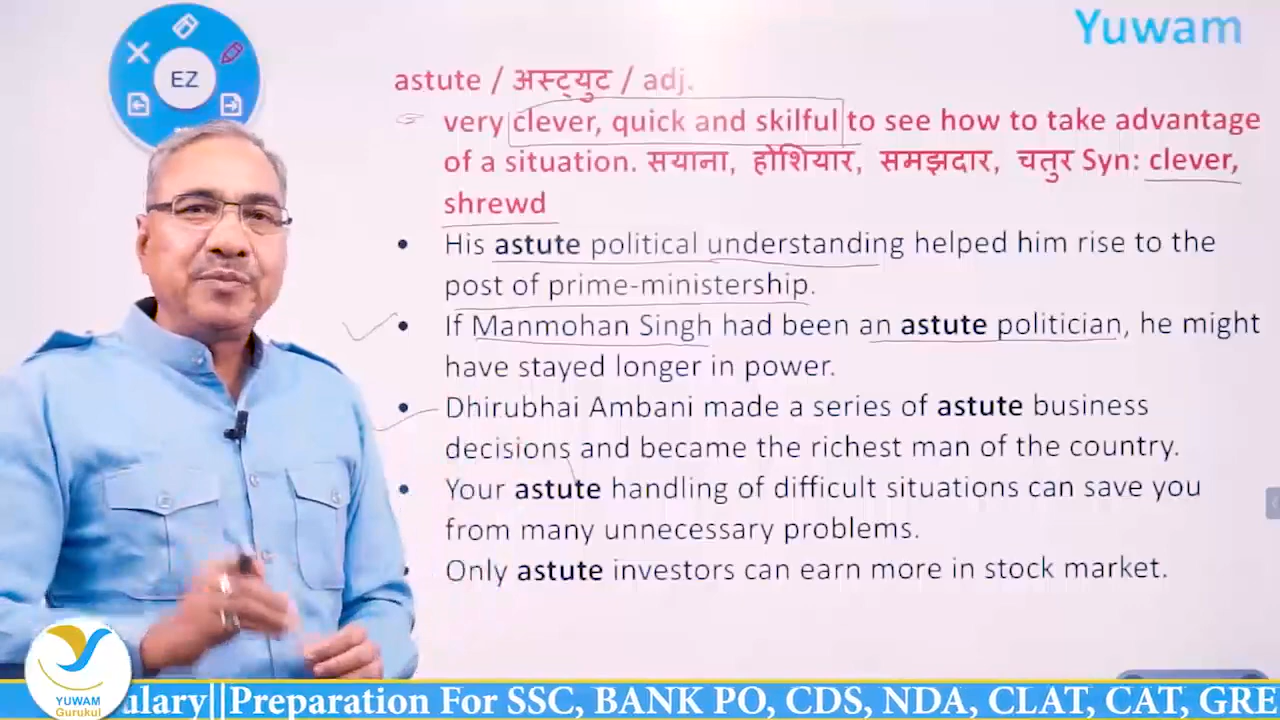 Yuwam
EZ
astute / अस्ट्युट / adj.
very clever, quick and skilful to see how to take advantage
of a situation. सयाना, होशियार, समझदार, चतुर Syn: clever,
shrewd
• His astute political understanding helped him rise to the
post of prime-ministership.
• If Manmohan Singh had been an astute politician, he might
have stayed longer in power.
• Dhirubhai Ambani made a series of astute business
decisions and became the richest man of the country.
• Your astute handling of difficult situations can save you
from many unnecessary problems.
• Only astute investors can earn more in stock market.
YUWAM
Gurukul
ulary||Preparation For SSC, BANK PO, CDS, NDA, CLAT, CAT, GRE